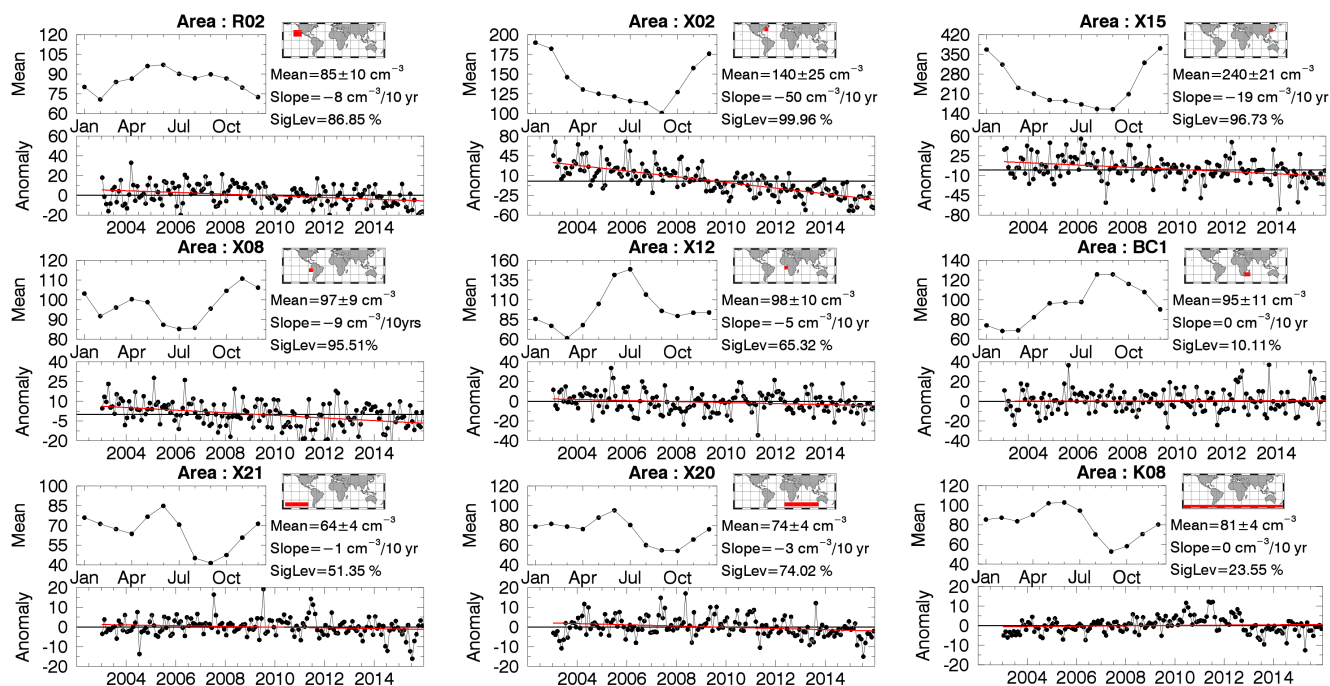 Area : R02
Mean
120
105
90
75
60
Jan Apr Jul Oct
Mean=85±10 cm−3
Slope=−8 cm−3/10 yr
SigLev=86.85 %
Anomaly
60
40
20
0
-20
2004 2006 2008 2010 2012 2014
Area : X02
Mean
200
175
150
125
100
Jan Apr Jul Oct
Mean=140±25 cm−3
Slope=−50 cm−3/10 yr
SigLev=99.96 %
Anomaly
80
45
10
-25
-60
2004 2006 2008 2010 2012 2014
Area : X15
Mean
420
350
280
210
140
Jan Apr Jul Oct
Mean=240±21 cm−3
Slope=−19 cm−3/10 yr
SigLev=96.73 %
Anomaly
60
25
-10
-45
-80
2004 2006 2008 2010 2012 2014
Area : X08
Mean
120
110
100
90
80
Jan Apr Jul Oct
Mean=97±9 cm−3
Slope=−9 cm−3/10yrs
SigLev=95.51%
Anomaly
40
25
10
-5
-20
2004 2006 2008 2010 2012 2014
Area : X12
Mean
160
135
110
85
60
Jan Apr Jul Oct
Mean=98±10 cm−3
Slope=−5 cm−3/10 yr
SigLev=65.32 %
Anomaly
40
20
0
-20
-40
2004 2006 2008 2010 2012 2014
Area : BC1
Mean
140
120
100
80
60
Jan Apr Jul Oct
Mean=95±11 cm−3
Slope=0 cm−3/10 yr
SigLev=10.11%
Anomaly
40
20
0
-20
-40
2004 2006 2008 2010 2012 2014
Area : X21
Mean
100
85
70
55
40
Jan Apr Jul Oct
Mean=64±4 cm−3
Slope=−1 cm−3/10 yr
SigLev=51.35 %
Anomaly
20
10
0
-10
-20
2004 2006 2008 2010 2012 2014
Area : X20
Mean
120
100
80
60
40
Jan Apr Jul Oct
Mean=74±4 cm−3
Slope=−3 cm−3/10 yr
SigLev=74.02 %
Anomaly
20
10
0
-10
-20
2004 2006 2008 2010 2012 2014
Area : K08
Mean
120
100
80
60
40
Jan Apr Jul Oct
Mean=81±4 cm−3
Slope=0 cm−3/10 yr
SigLev=23.55 %
Anomaly
20
10
0
-10
-20
2004 2006 2008 2010 2012 2014